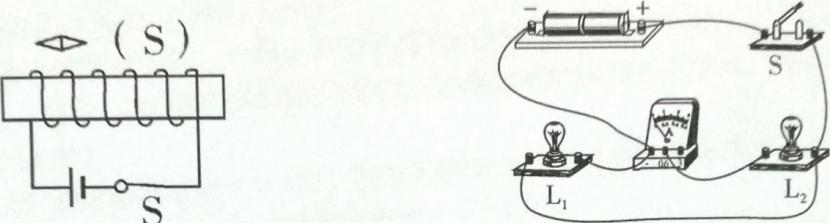 (S)
S
− +
S
A
L₁
L₂